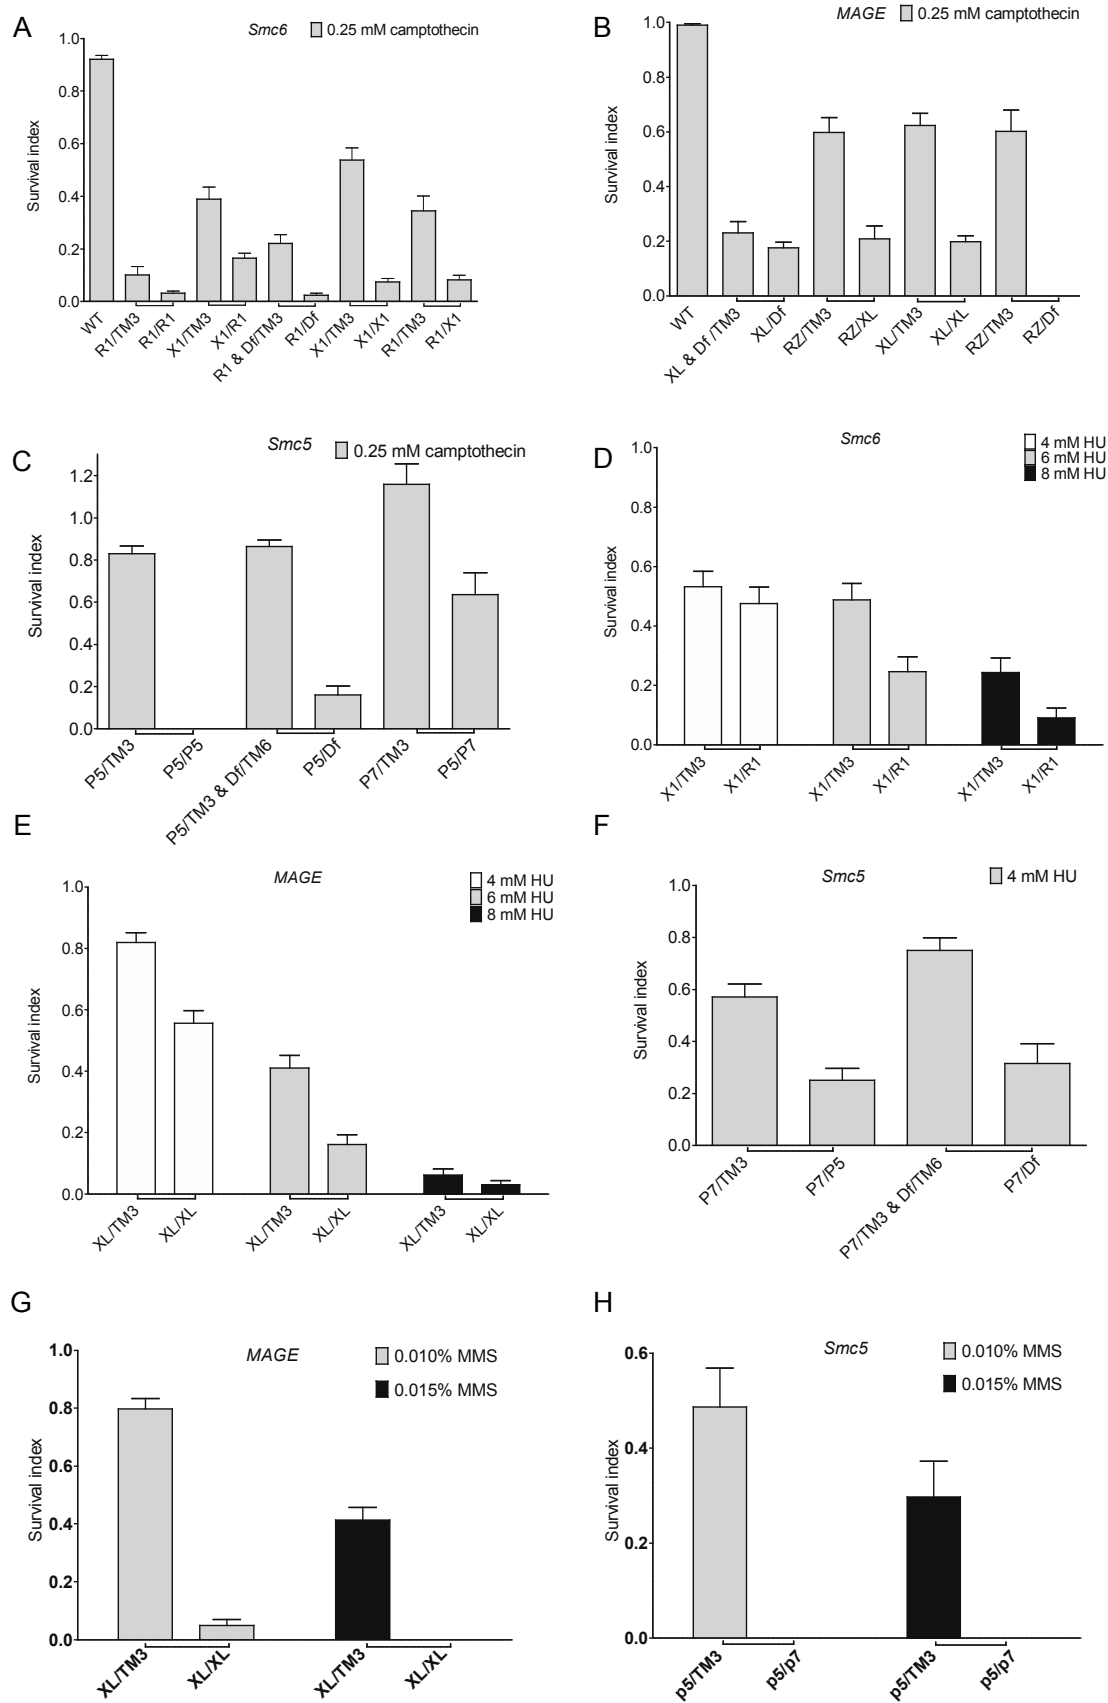 A
Smc6
0.25 mM camptothecin
Survival index
1.0
0.8
0.6
0.4
0.2
0.0
WT
R1/TM3
R1/R1
X1/TM3
X1/R1
R1 & Df/TM3
R1/Df
X1/TM3
X1/X1
R1/TM3
R1/X1
B
MAGE
0.25 mM camptothecin
Survival index
1.0
0.8
0.6
0.4
0.2
0.0
WT
XL & Df /TM3
XL/Df
RZ/TM3
RZ/XL
XL/TM3
XL/XL
RZ/TM3
RZ/Df
C
Smc5
0.25 mM camptothecin
Survival index
1.2
1.0
0.8
0.6
0.4
0.2
0.0
P5/TM3
P5/P5
P5/TM3 & Df/TM6
P5/Df
P7/TM3
P5/P7
D
Smc6
4 mM HU
6 mM HU
8 mM HU
Survival index
1.0
0.8
0.6
0.4
0.2
0.0
X1/TM3
X1/R1
X1/TM3
X1/R1
X1/TM3
X1/R1
E
MAGE
4 mM HU
6 mM HU
8 mM HU
Survival index
1.0
0.8
0.6
0.4
0.2
0.0
XL/TM3
XL/XL
XL/TM3
XL/XL
XL/TM3
XL/XL
F
Smc5
4 mM HU
Survival index
1.0
0.8
0.6
0.4
0.2
0.0
P7/TM3
P7/P5
P7/TM3 & Df/TM6
P7/Df
G
MAGE
0.010% MMS
0.015% MMS
Survival index
1.0
0.8
0.6
0.4
0.2
0.0
XL/TM3
XL/XL
XL/TM3
XL/XL
H
Smc5
0.010% MMS
0.015% MMS
Survival index
0.6
0.4
0.2
0.0
p5/TM3
p5/p7
p5/TM3
p5/p7